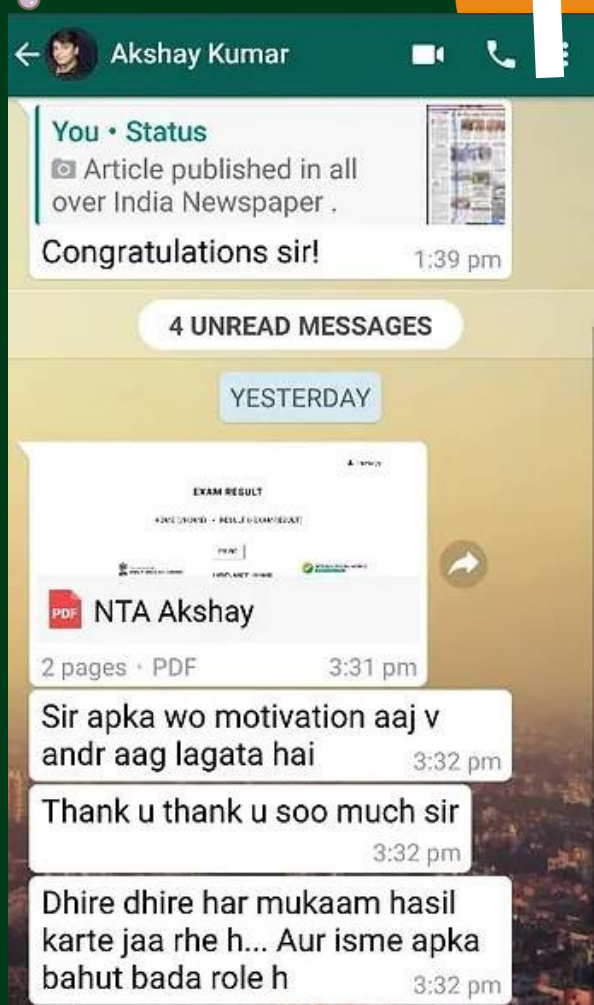 Akshay Kumar
You • Status
Article published in all
over India Newspaper .
Congratulations sir!
1:39 pm
4 UNREAD MESSAGES
YESTERDAY
EXAM RESULT
PDF
NTA Akshay
2 pages · PDF
3:31 pm
Sir apka wo motivation aaj v
andr aag lagata hai
3:32 pm
Thank u thank u soo much sir
3:32 pm
Dhire dhire har mukaam hasil
karte jaa rhe h... Aur isme apka
bahut bada role h
3:32 pm